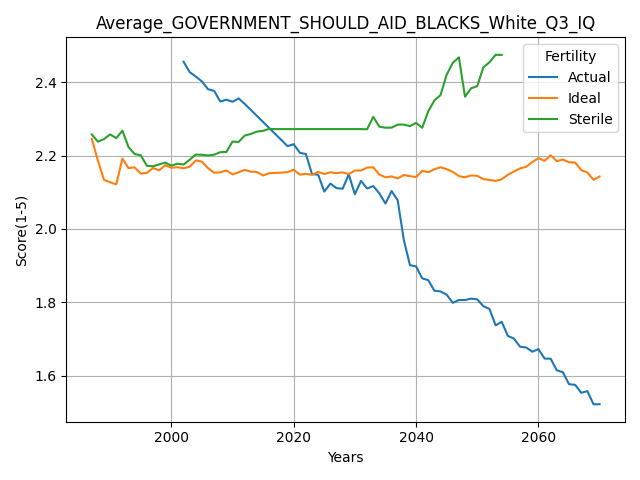 Average_GOVERNMENT_SHOULD_AID_BLACKS_White_Q3_IQ
Fertility
Actual
Ideal
Sterile
Score(1-5)
2.4
2.2
2.0
1.8
1.6
2000 2020 2040 2060
Years